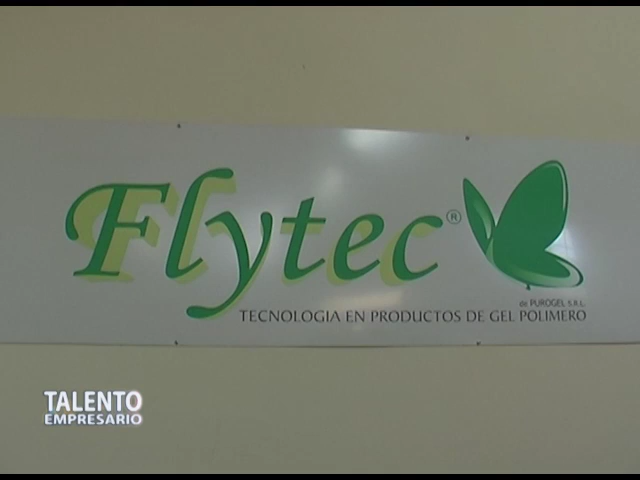 Flytec®
de PUROGEL S.R.L.
TECNOLOGIA EN PRODUCTOS DE GEL POLIMERO
TALENTO
EMPRESARIO